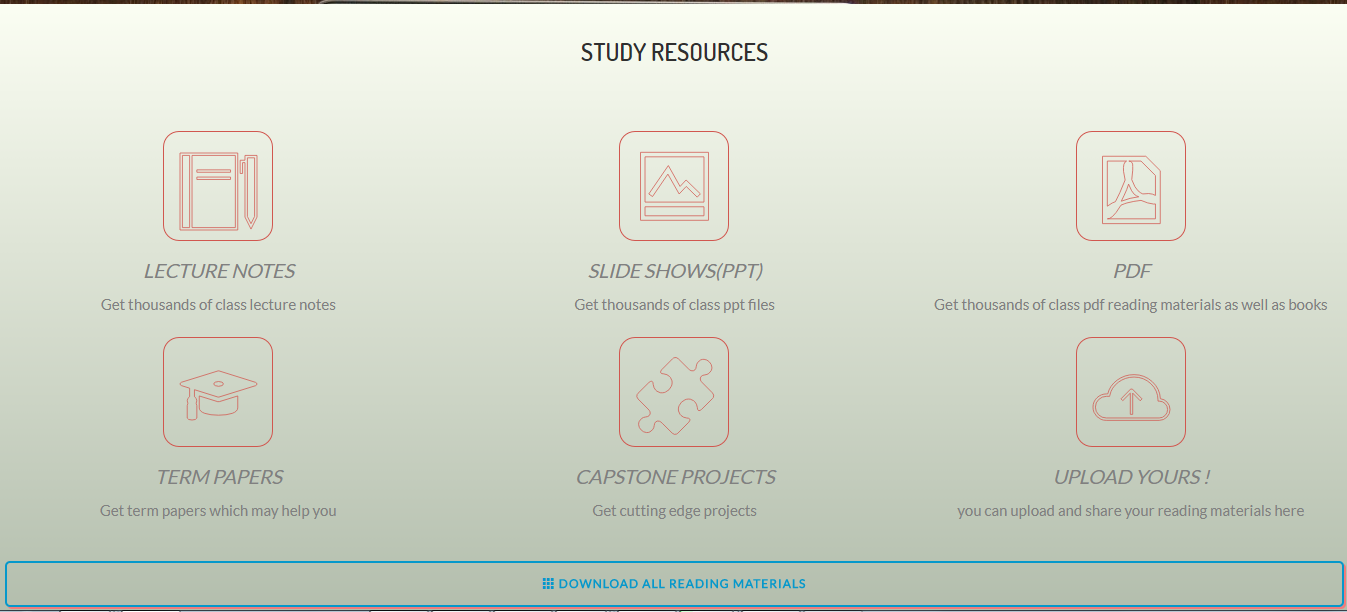 STUDY RESOURCES
LECTURE NOTES
Get thousands of class lecture notes
SLIDE SHOWS(PPT)
Get thousands of class ppt files
PDF
Get thousands of class pdf reading materials as well as books
TERM PAPERS
Get term papers which may help you
CAPSTONE PROJECTS
Get cutting edge projects
UPLOAD YOURS !
you can upload and share your reading materials here
DOWNLOAD ALL READING MATERIALS